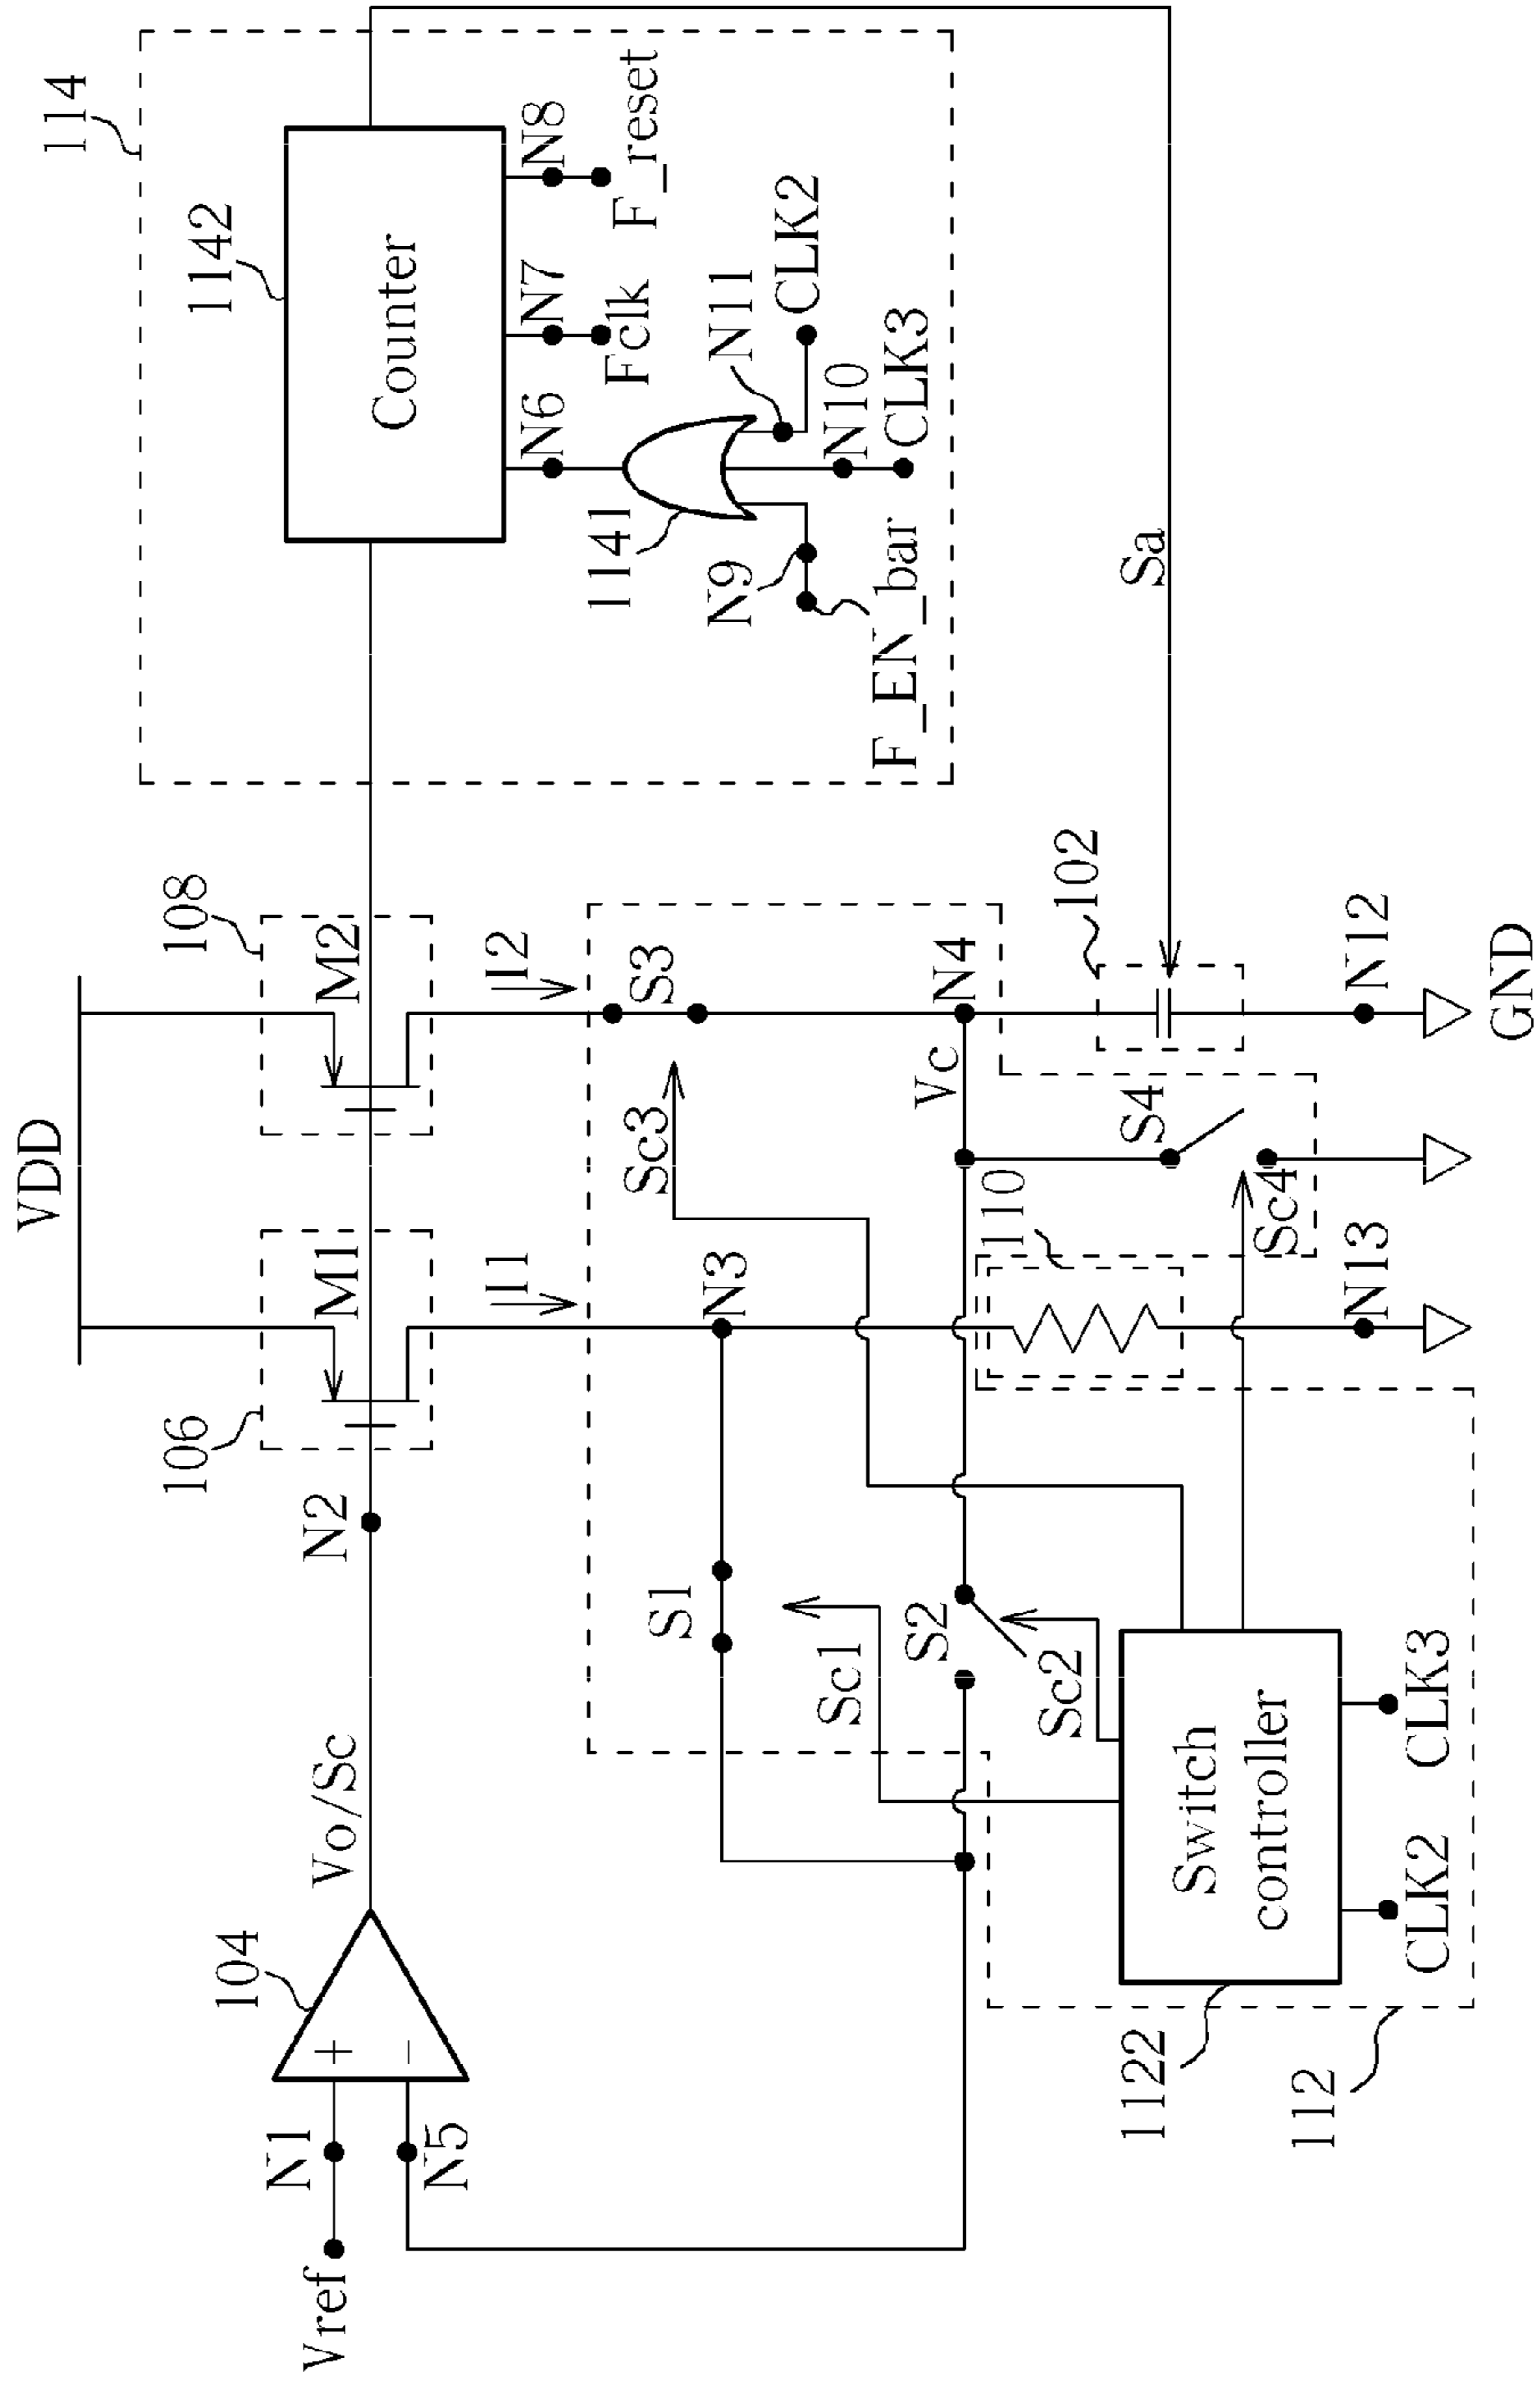 114
1142
Counter
N6
N7
N8
Fclk
F_reset
1141
N11
CLK2
N10
CLK3
N9
F_EN_bar
Sa
VDD
106
M1
108
M2
N2
I1
I2
Vo/Sc
104
+
−
N1
N5
Vref
S1
N3
S3
Sc3
Sc1
S2
Sc2
Vc
N4
110
102
S4
Sc4
N13
N12
GND
Switch
controller
CLK2
CLK3
1122
112